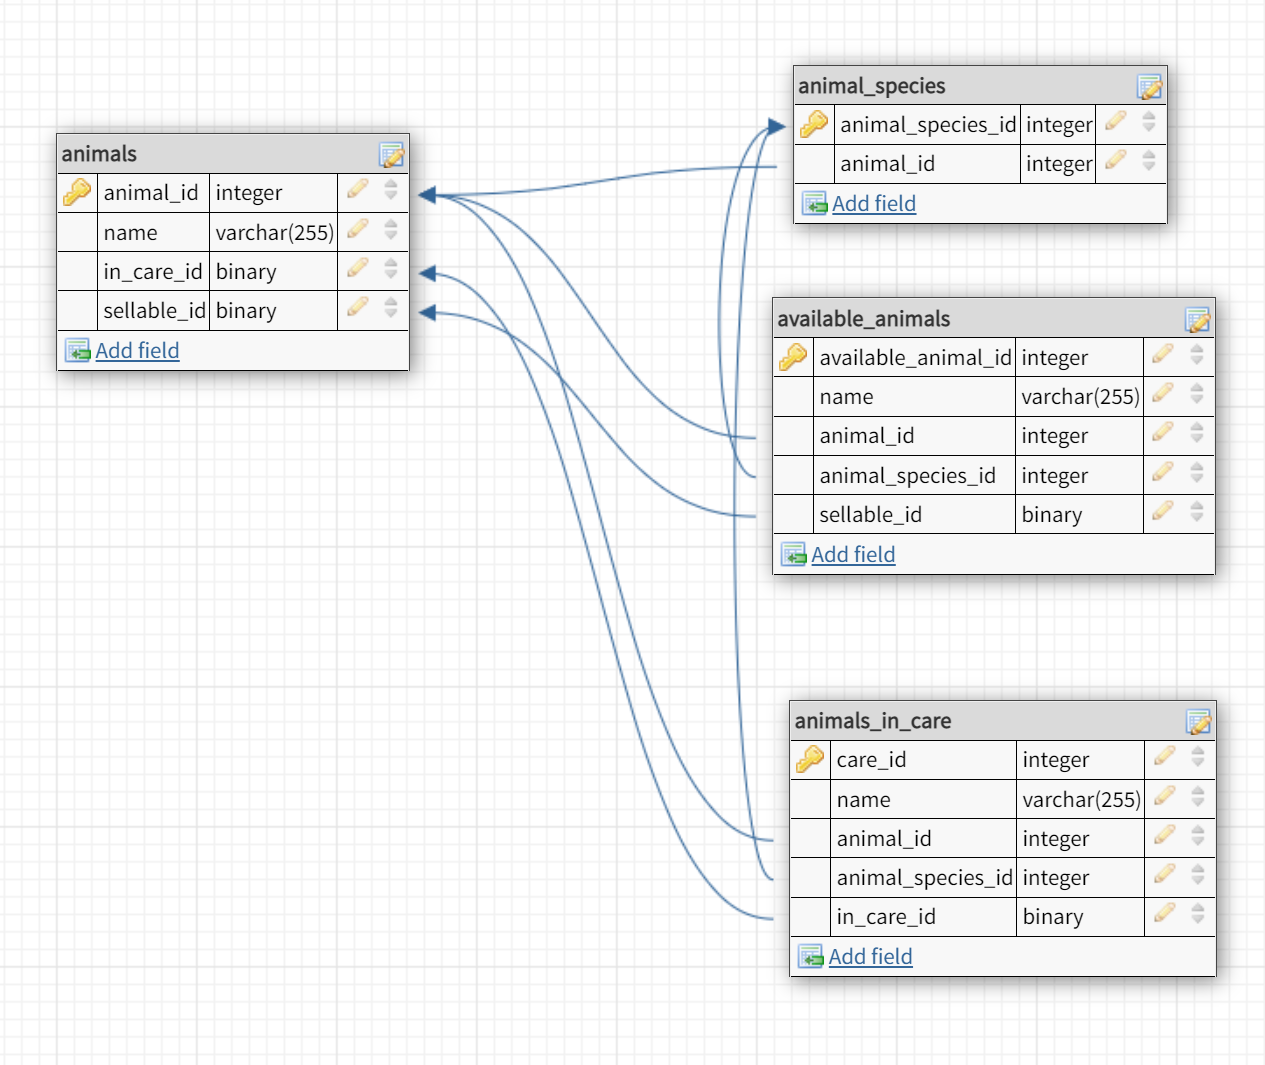 animals
animal_id integer
name varchar(255)
in_care_id binary
sellable_id binary
Add field
animal_species
animal_species_id integer
animal_id integer
Add field
available_animals
available_animal_id integer
name varchar(255)
animal_id integer
animal_species_id integer
sellable_id binary
Add field
animals_in_care
care_id integer
name varchar(255)
animal_id integer
animal_species_id integer
in_care_id binary
Add field